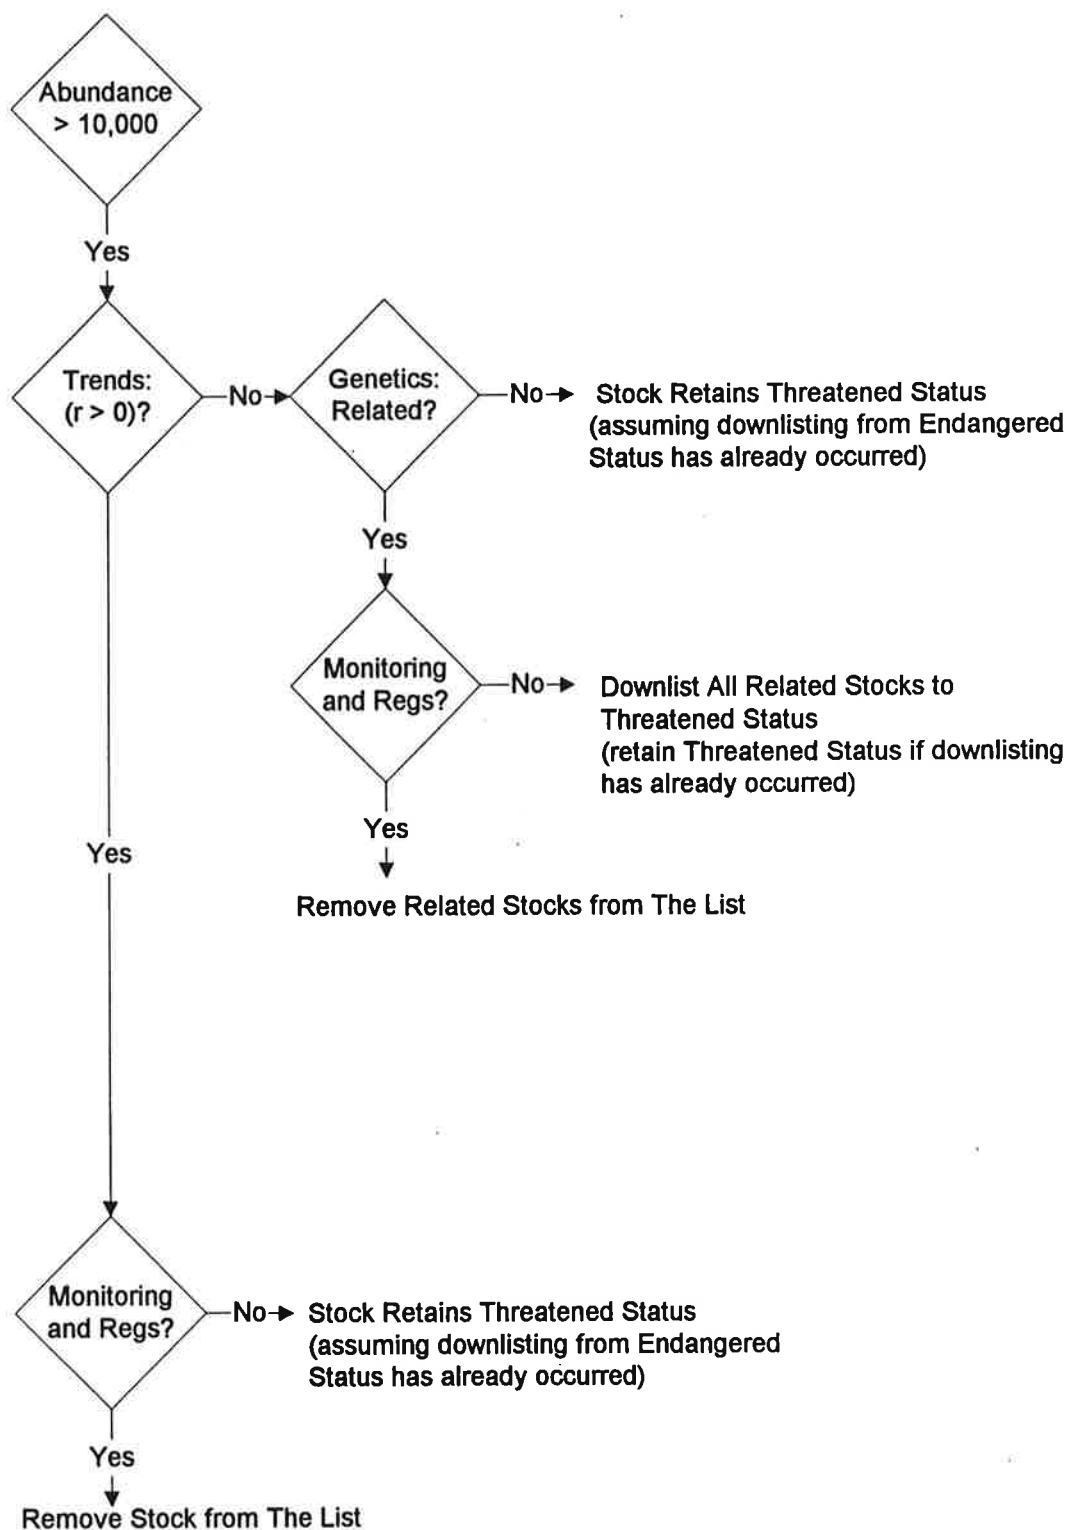 Abundance
> 10,000
Yes
Trends:
(r > 0)?
No
Genetics:
Related?
No
Stock Retains Threatened Status
(assuming downlisting from Endangered
Status has already occurred)
Yes
Monitoring
and Regs?
No
Downlist All Related Stocks to
Threatened Status
(retain Threatened Status if downlisting
has already occurred)
Yes
Yes
Remove Related Stocks from The List
Monitoring
and Regs?
No
Stock Retains Threatened Status
(assuming downlisting from Endangered
Status has already occurred)
Yes
Remove Stock from The List